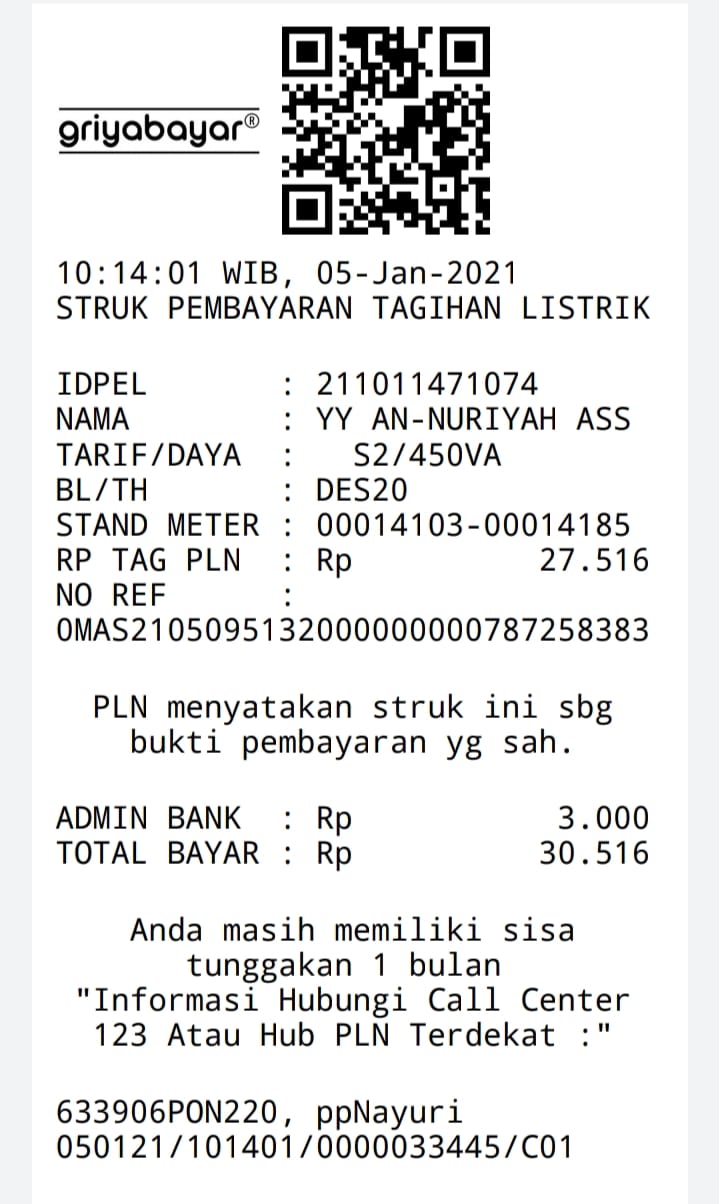 griyabayar®
10:14:01 WIB, 05-Jan-2021
STRUK PEMBAYARAN TAGIHAN LISTRIK
IDPEL : 211011471074
NAMA : YY AN-NURIYAH ASS
TARIF/DAYA : S2/450VA
BL/TH : DES20
STAND METER : 00014103-00014185
RP TAG PLN : Rp 27.516
NO REF :
0MAS2105095132000000000787258383
PLN menyatakan struk ini sbg
bukti pembayaran yg sah.
ADMIN BANK : Rp 3.000
TOTAL BAYAR : Rp 30.516
Anda masih memiliki sisa
tunggakan 1 bulan
"Informasi Hubungi Call Center
123 Atau Hub PLN Terdekat :"
633906PON220, ppNayuri
050121/101401/0000033445/C01